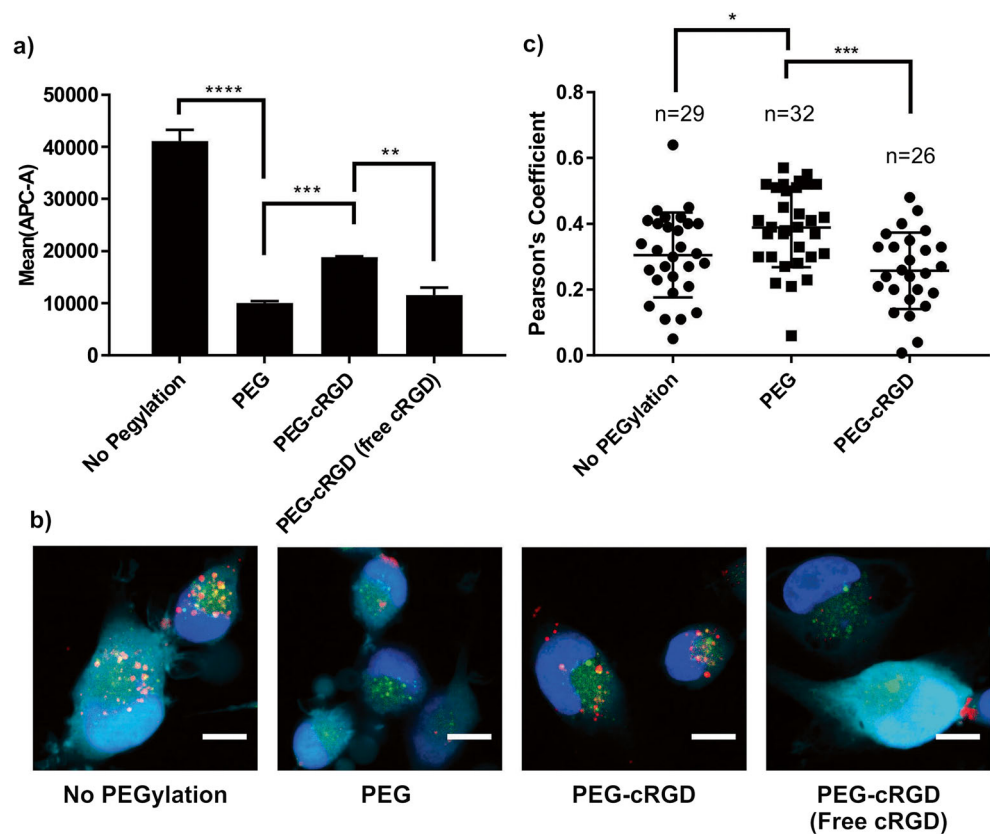 a)
Mean(APC-A)
50000
40000
30000
20000
10000
0
****
***
**
No Pegylation
PEG
PEG-cRGD
PEG-cRGD (free cRGD)
c)
Pearson's Coefficient
0.8
0.6
0.4
0.2
0.0
*
***
n=29
n=32
n=26
No PEGylation
PEG
PEG-cRGD
b)
No PEGylation
PEG
PEG-cRGD
PEG-cRGD
(Free cRGD)